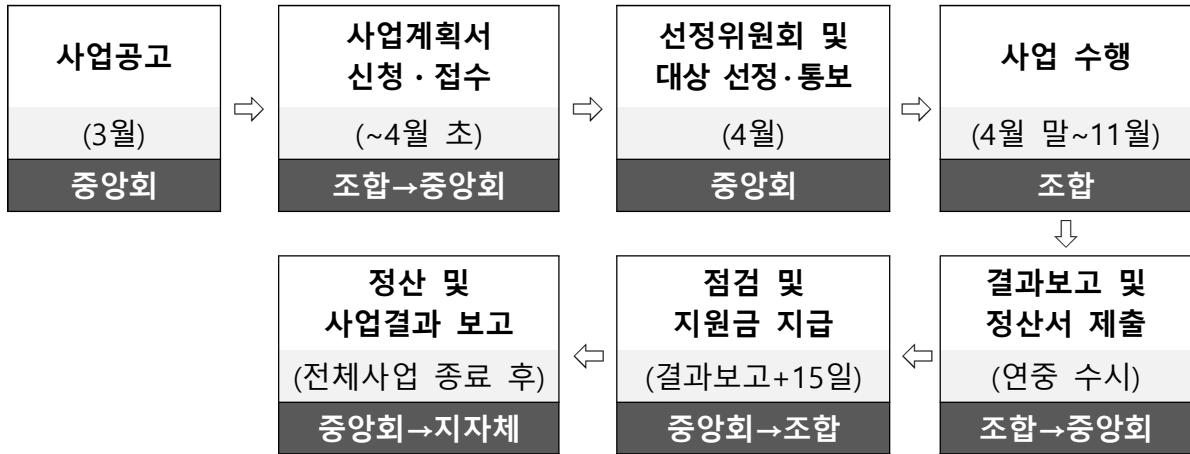 사업공고
(3월)
중앙회
사업계획서
신청·접수
(~4월 초)
조합→중앙회
선정위원회 및
대상 선정·통보
(4월)
중앙회
사업 수행
(4월 말~11월)
조합
결과보고 및
정산서 제출
(연중 수시)
조합→중앙회
점검 및
지원금 지급
(결과보고+15일)
중앙회→조합
정산 및
사업결과 보고
(전체사업 종료 후)
중앙회→지자체